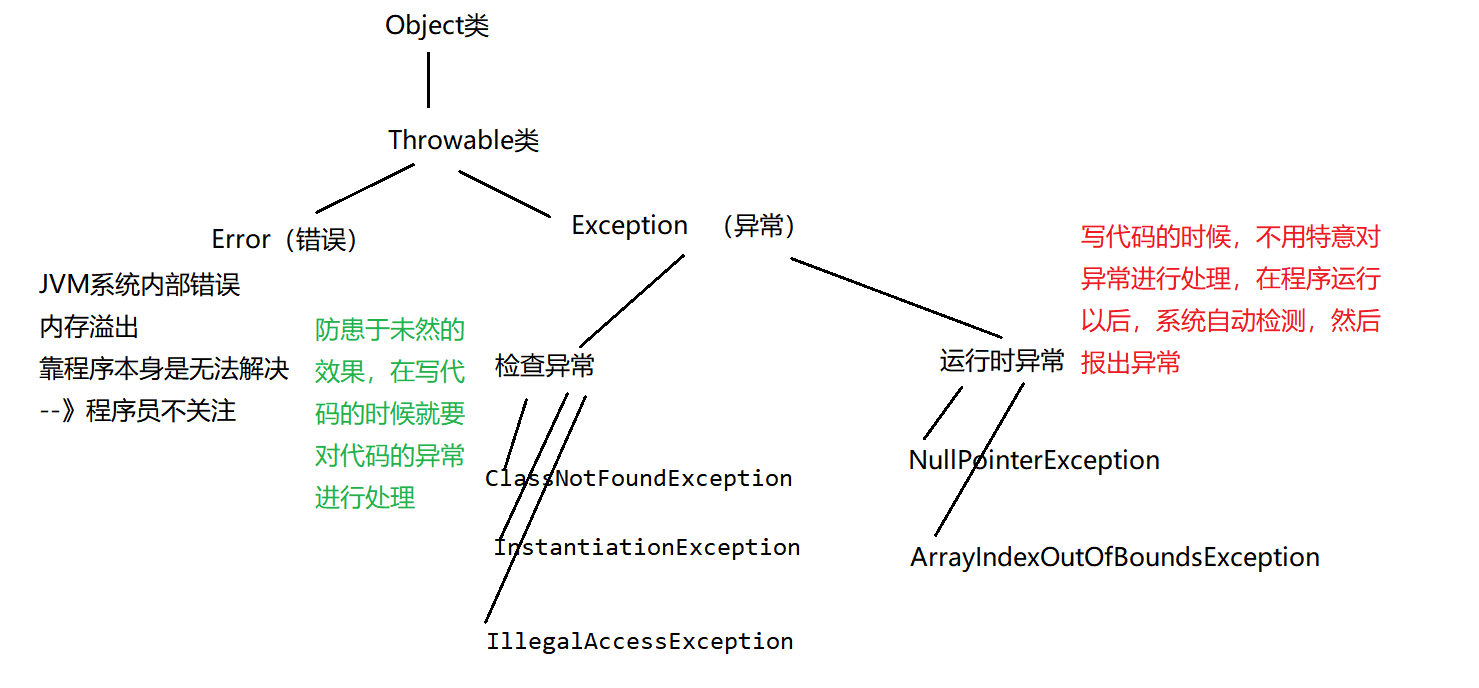 Object类
Throwable类
Error（错误）
Exception （异常）
JVM系统内部错误
内存溢出
靠程序本身是无法解决
--》程序员不关注
防患于未然的
效果，在写代
码的时候就要
对代码的异常
进行处理
检查异常
ClassNotFoundException
InstantiationException
IllegalAccessException
运行时异常
NullPointerException
ArrayIndexOutOfBoundsException
写代码的时候，不用特意对
异常进行处理，在程序运行
以后，系统自动检测，然后
报出异常